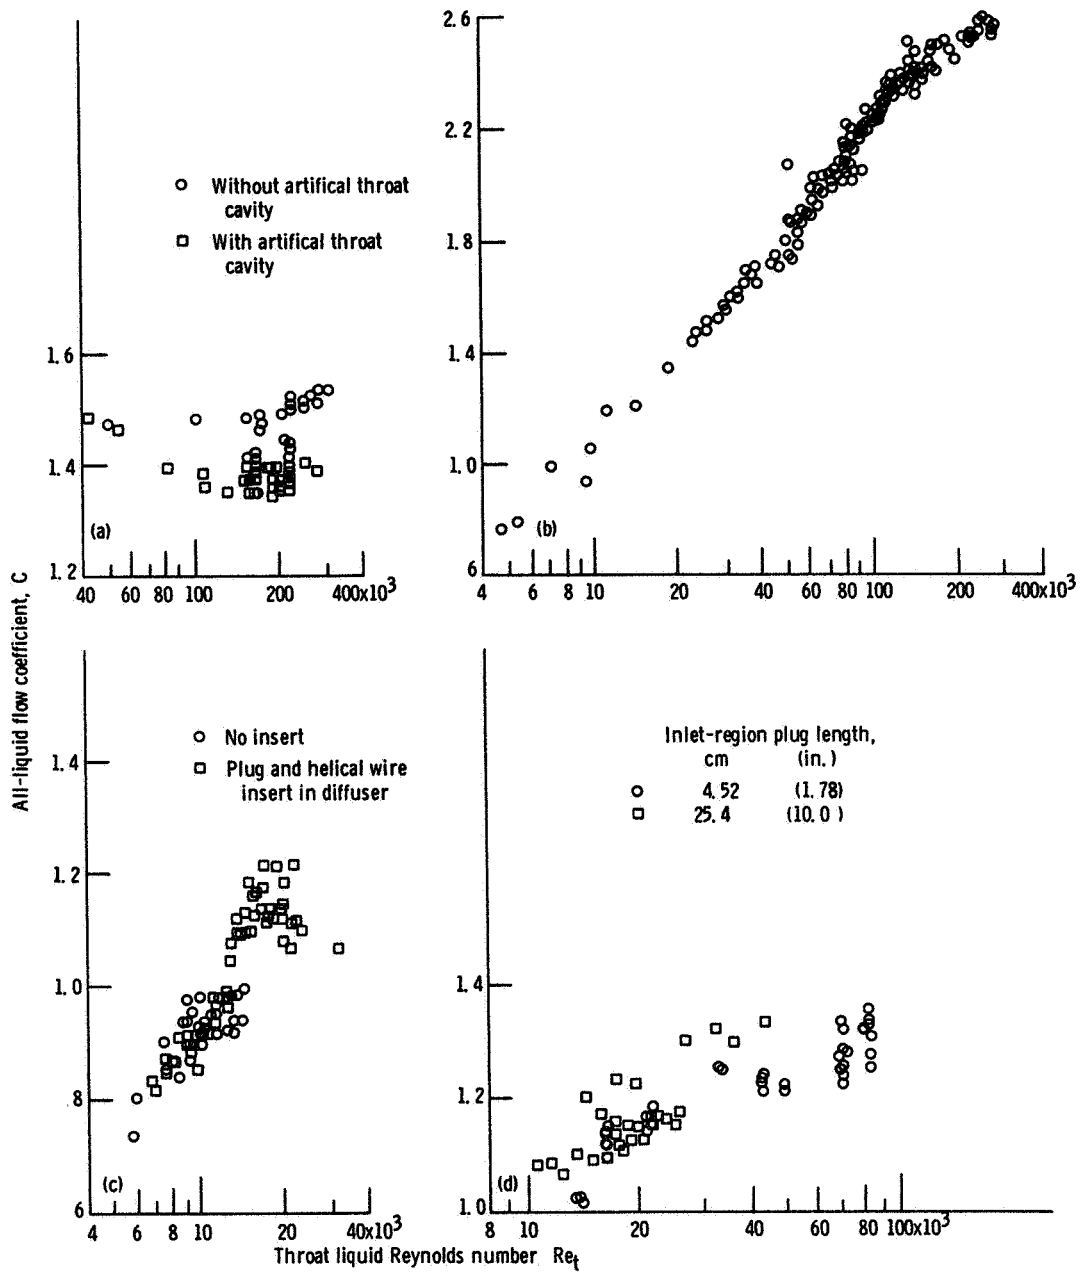 Without artifical throat
cavity
With artifical throat
cavity
1.6
1.4
1.2
(a)
40 60 80 100 200 400x10³
2.6
2.2
1.8
1.4
1.0
6
(b)
4 6 8 10 20 40 60 80 100 200 400x10³
All-liquid flow coefficient, C
No insert
Plug and helical wire
insert in diffuser
1.4
1.2
1.0
.8
6
(c)
4 6 8 10 20 40x10³
Inlet-region plug length,
cm (in.)
4.52 (1.78)
25.4 (10.0)
1.4
1.2
1.0
(d)
8 10 20 40 60 80 100x10³
Throat liquid Reynolds number Reₜ